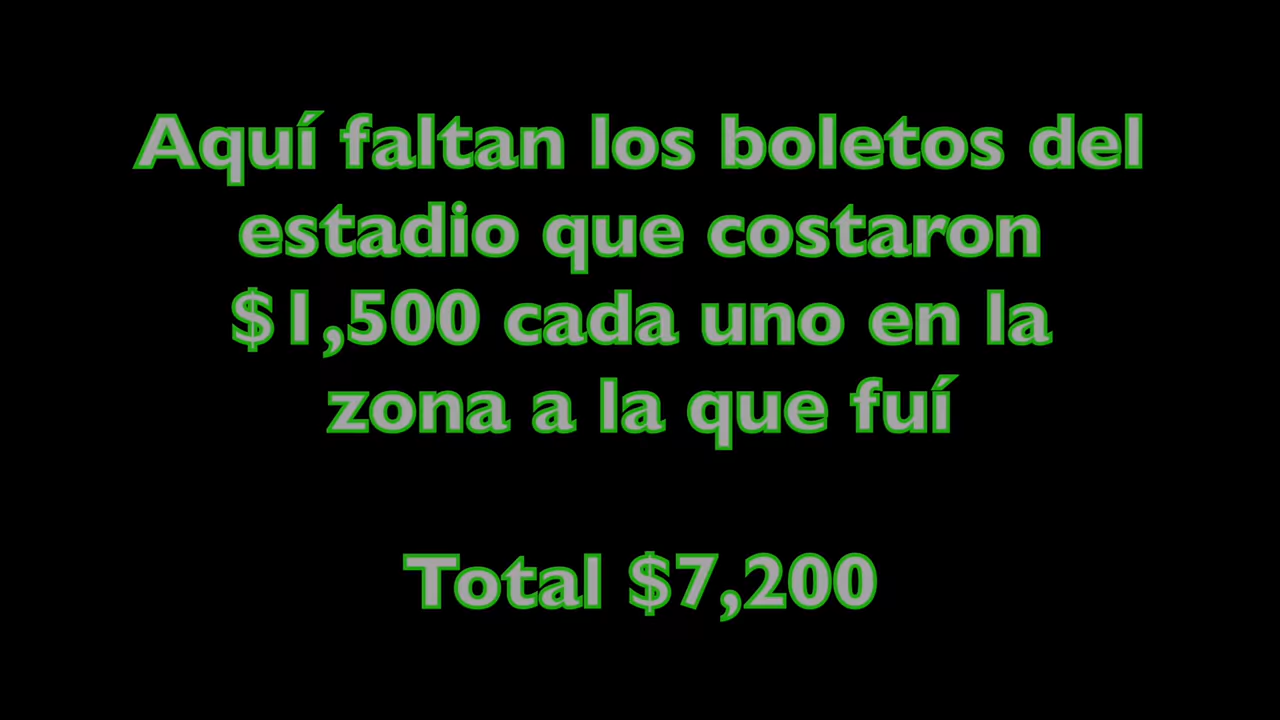 Aquí faltan los boletos del
estadio que costaron
$1,500 cada uno en la
zona a la que fuí
Total $7,200